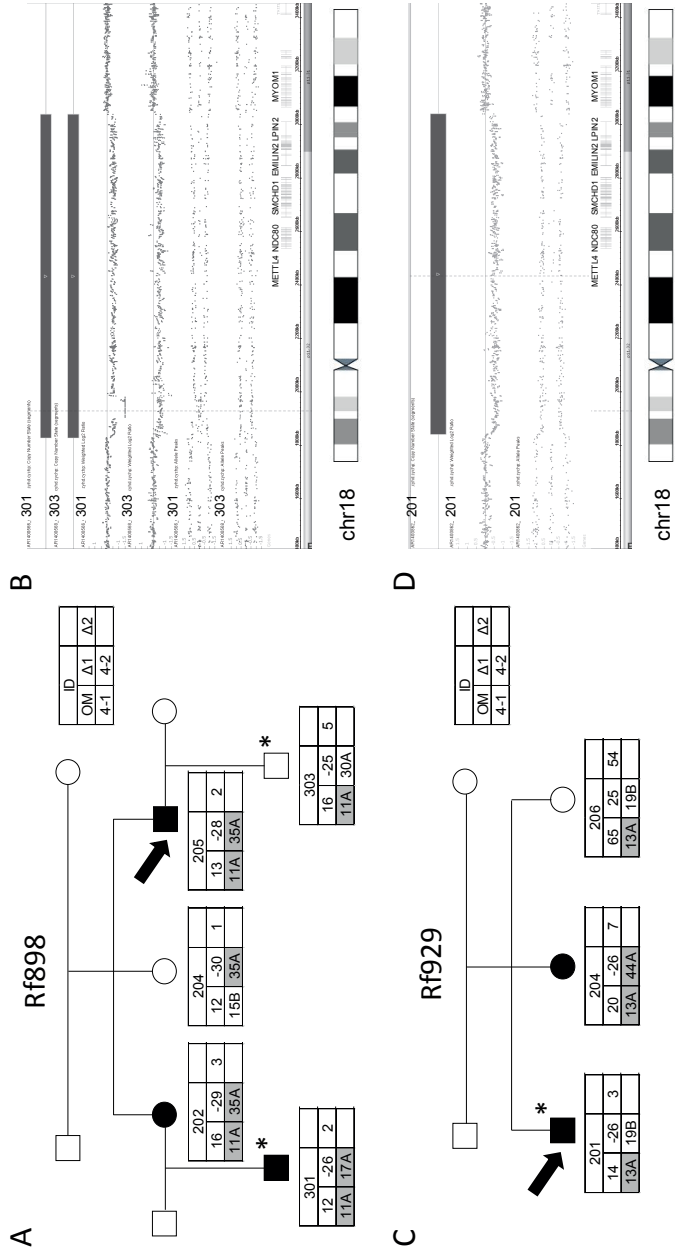 A
Rf898
ID
OM Δ1 Δ2
4-1 4-2
202
16 -29 3
11A 35A
204
12 -30 1
15B 35A
205
13 -28 2
11A 35A
*
301
12 -26 2
11A 17A
*
303
16 -25 5
11A 30A
B
301
303
301
303
301
303
METTL4 NDC80 SMCHD1 EMILIN2 LPIN2 MYOM1
chr18
C
Rf929
ID
OM Δ1 Δ2
4-1 4-2
*
201
14 -26 3
13A 19B
204
20 -26 7
13A 44A
206
65 25 54
13A 19B
D
201
201
201
METTL4 NDC80 SMCHD1 EMILIN2 LPIN2 MYOM1
chr18